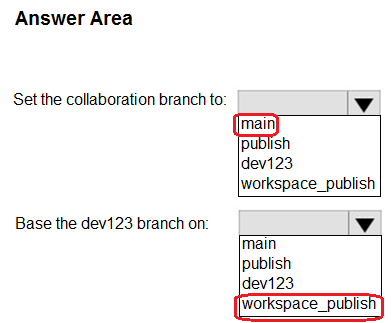 Answer Area
Set the collaboration branch to:
main
publish
dev123
workspace_publish
Base the dev123 branch on:
main
publish
dev123
workspace_publish